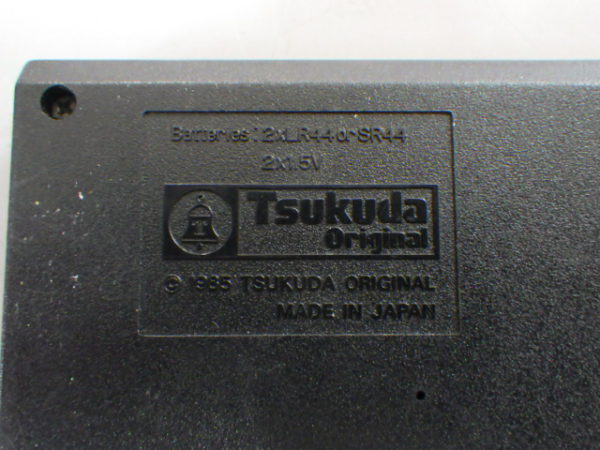 Batteries: 2xLR44 or SR44
2x1.5V
T
Tsukuda
Original
© 1985 TSUKUDA ORIGINAL
MADE IN JAPAN